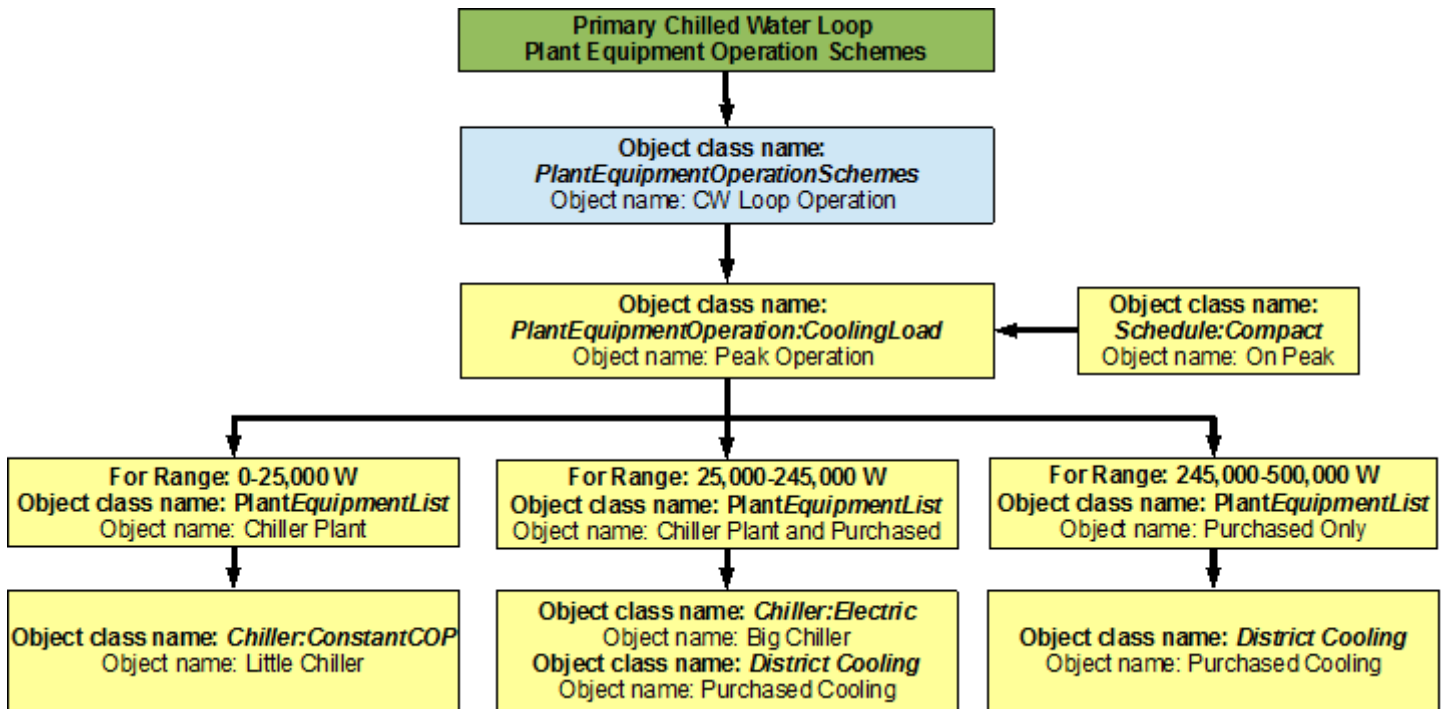 Primary Chilled Water Loop
Plant Equipment Operation Schemes
Object class name:
PlantEquipmentOperationSchemes
Object name: CW Loop Operation
Object class name:
PlantEquipmentOperation:CoolingLoad
Object name: Peak Operation
Object class name:
Schedule:Compact
Object name: On Peak
For Range: 0-25,000 W
Object class name: PlantEquipmentList
Object name: Chiller Plant
For Range: 25,000-245,000 W
Object class name: PlantEquipmentList
Object name: Chiller Plant and Purchased
For Range: 245,000-500,000 W
Object class name: PlantEquipmentList
Object name: Purchased Only
Object class name: Chiller:ConstantCOP
Object name: Little Chiller
Object class name: Chiller:Electric
Object name: Big Chiller
Object class name: District Cooling
Object name: Purchased Cooling
Object class name: District Cooling
Object name: Purchased Cooling